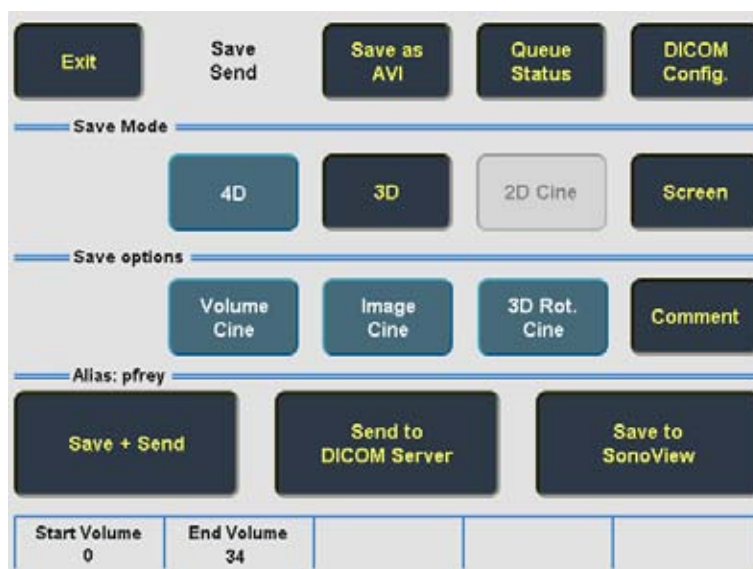 Exit
Save
Send
Save as
AVI
Queue
Status
DICOM
Config.
Save Mode
4D
3D
2D Cine
Screen
Save options
Volume
Cine
Image
Cine
3D Rot.
Cine
Comment
Alias: pfrey
Save + Send
Send to
DICOM Server
Save to
SonoView
Start Volume
0
End Volume
34